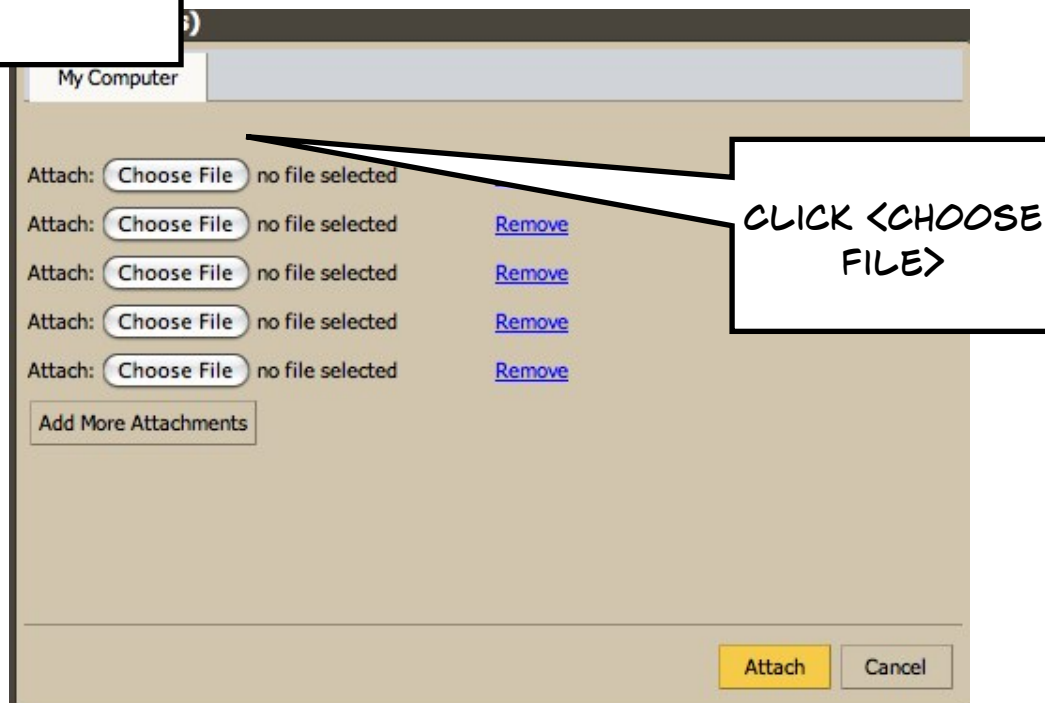 s)
My Computer
Attach: Choose File no file selected
Attach: Choose File no file selected Remove
Attach: Choose File no file selected Remove
Attach: Choose File no file selected Remove
Attach: Choose File no file selected Remove
Add More Attachments
CLICK <CHOOSE
FILE>
Attach Cancel